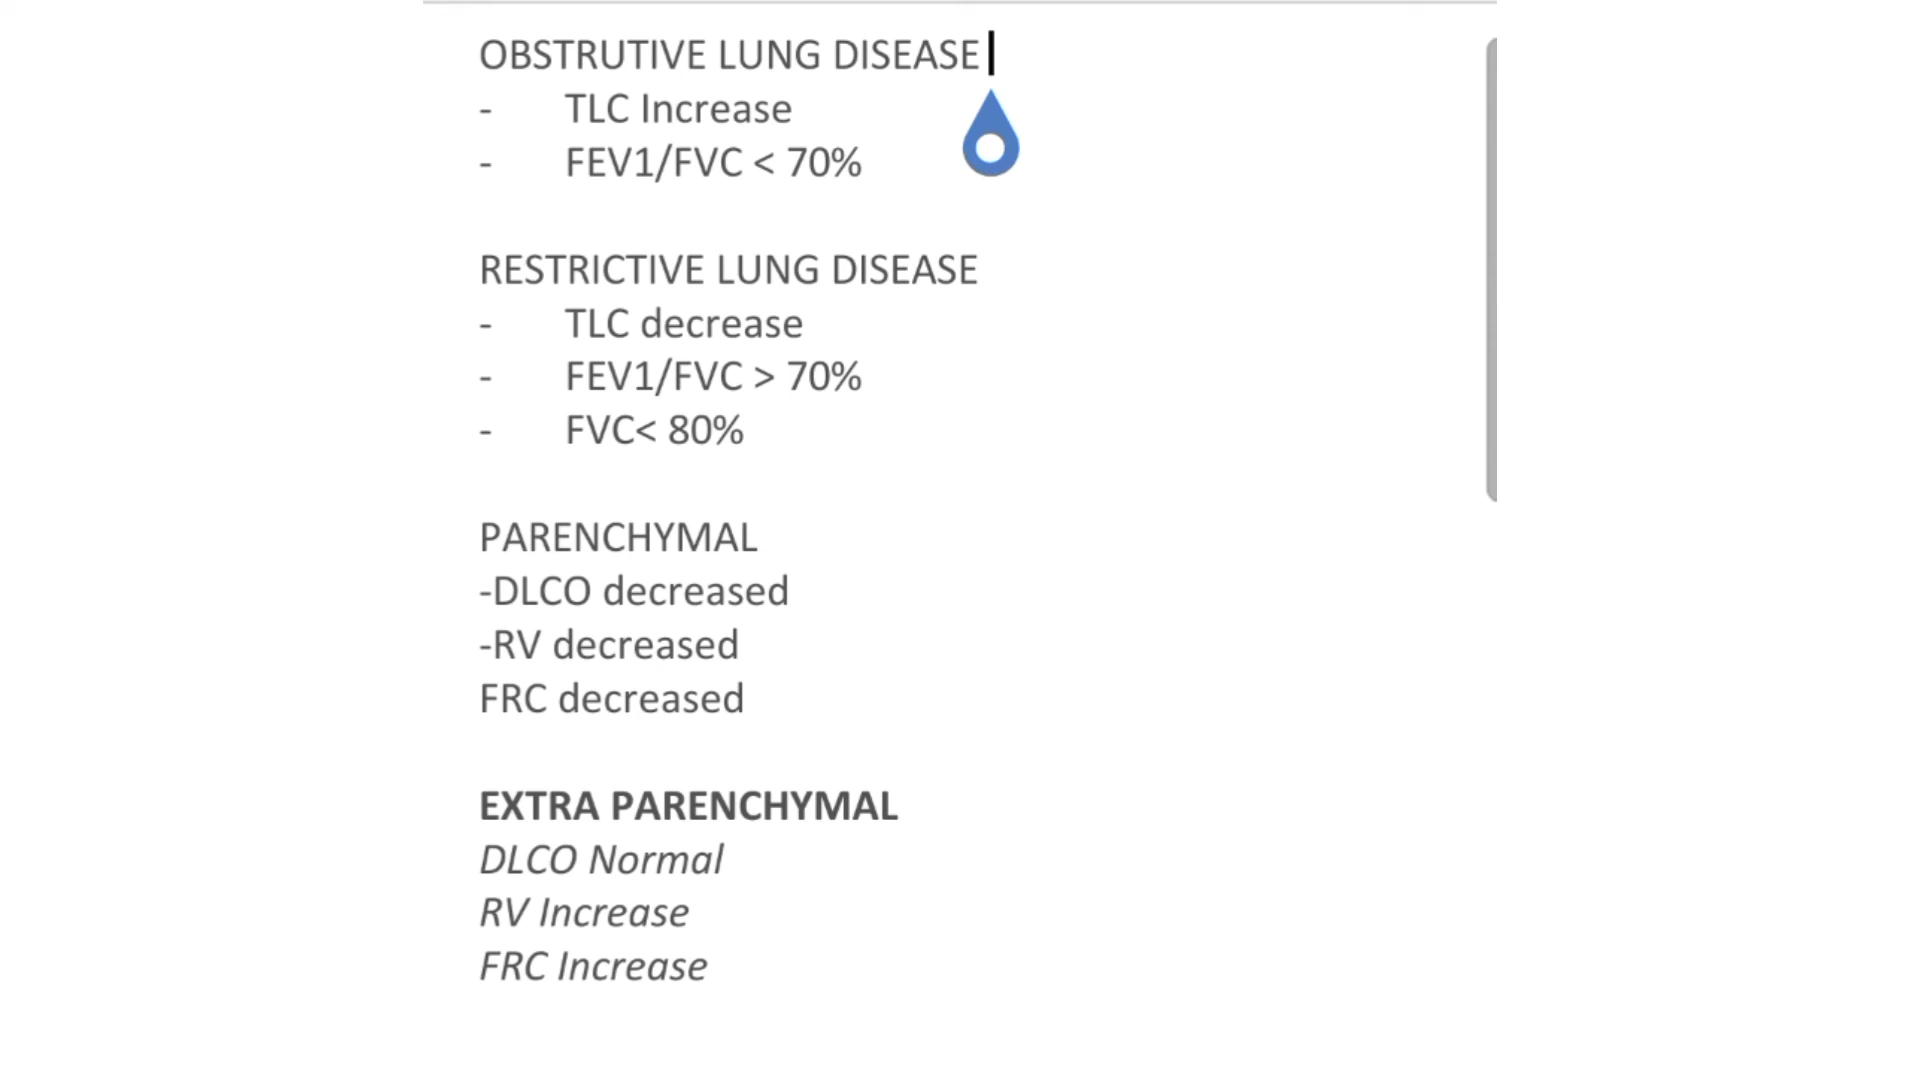 OBSTRUTIVE LUNG DISEASE
- TLC Increase
- FEV1/FVC < 70%
RESTRICTIVE LUNG DISEASE
- TLC decrease
- FEV1/FVC > 70%
- FVC< 80%
PARENCHYMAL
-DLCO decreased
-RV decreased
FRC decreased
EXTRA PARENCHYMAL
DLCO Normal
RV Increase
FRC Increase